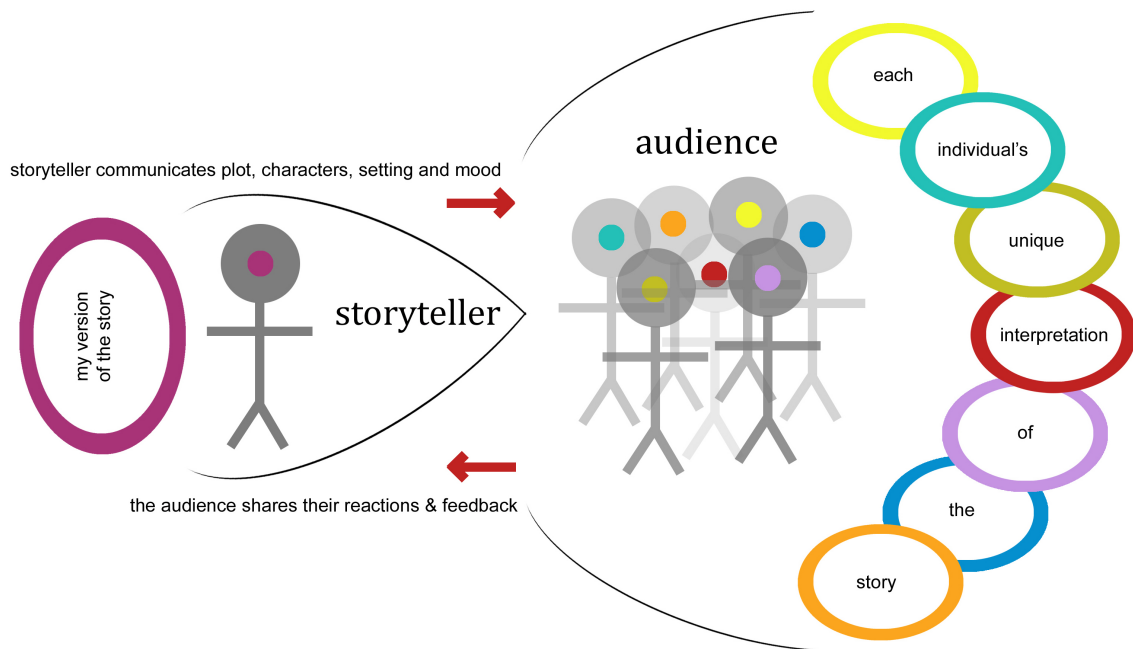 storyteller communicates plot, characters, setting and mood
my version
of the story
storyteller
the audience shares their reactions & feedback
audience
each
individual's
unique
interpretation
of
the
story